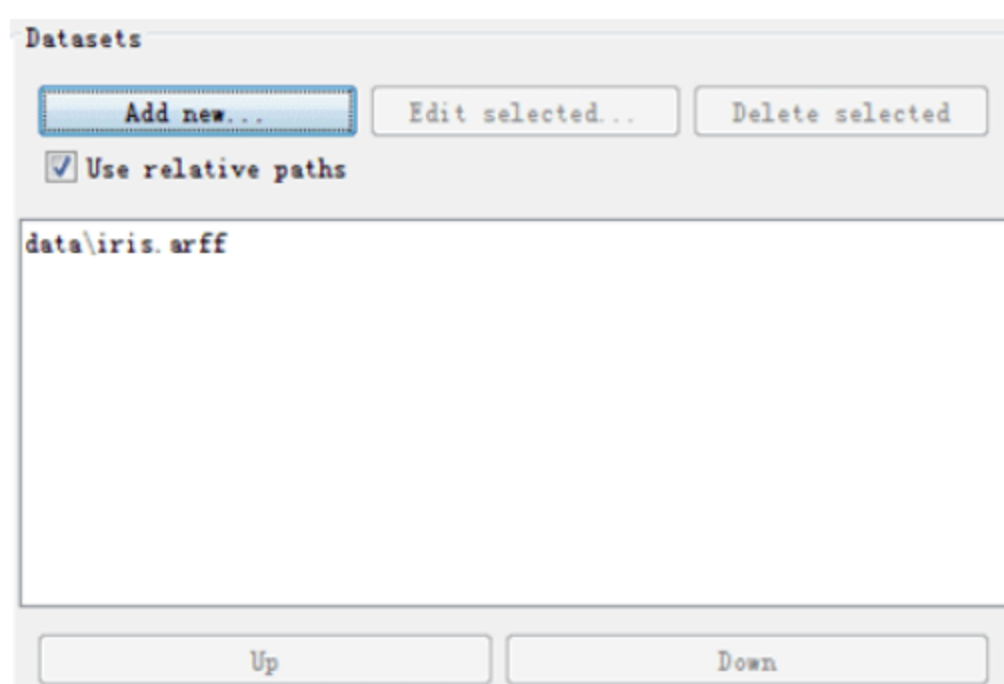 Datasets
Add new... Edit selected... Delete selected
Use relative paths
data\iris.arff
Up Down